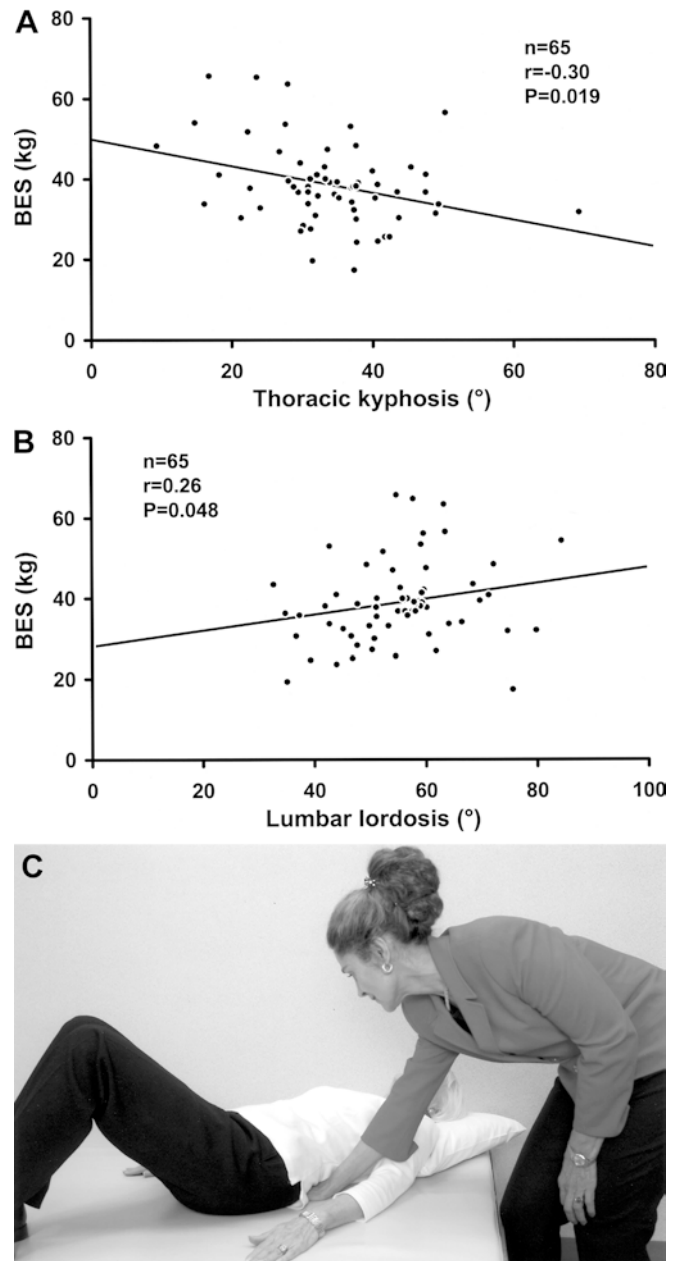 A
80
60
40
20
0
BES (kg)
n=65
r=-0.30
P=0.019
0 20 40 60 80
Thoracic kyphosis (°)
B
80
60
40
20
0
BES (kg)
n=65
r=0.26
P=0.048
0 20 40 60 80 100
Lumbar lordosis (°)
C